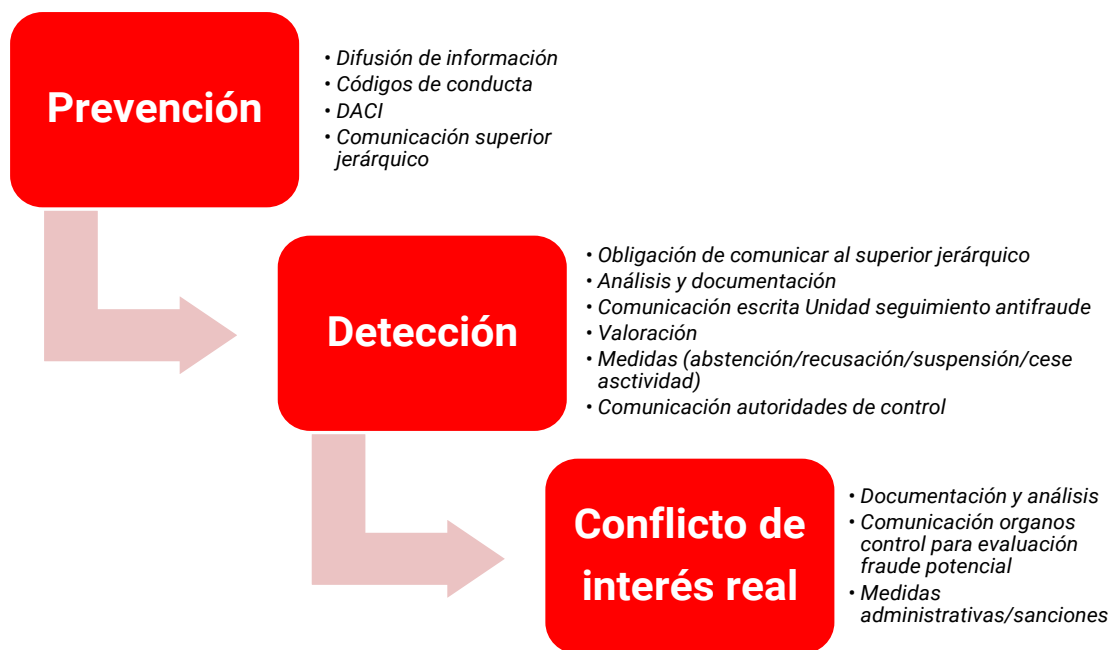 Prevención
• Difusión de información
• Códigos de conducta
• DACI
• Comunicación superior
jerárquico
Detección
• Obligación de comunicar al superior jerárquico
• Análisis y documentación
• Comunicación escrita Unidad seguimiento antifraude
• Valoración
• Medidas (abstención/recusación/suspensión/cese
asctividad)
• Comunicación autoridades de control
Conflicto de
interés real
• Documentación y análisis
• Comunicación organos
control para evaluación
fraude potencial
• Medidas
administrativas/sanciones